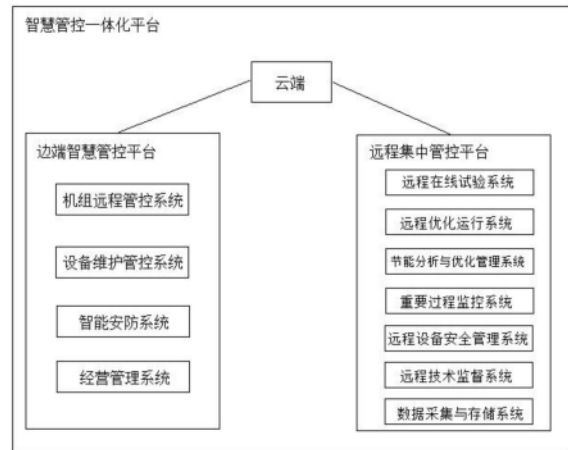 智慧管控一体化平台
云端
边端智慧管控平台
机组远程管控系统
设备维护管控系统
智能安防系统
经营管理系统
远程集中管控平台
远程在线试验系统
远程优化运行系统
节能分析与优化管理系统
重要过程监控系统
远程设备安全管理系统
远程技术监督系统
数据采集与存储系统